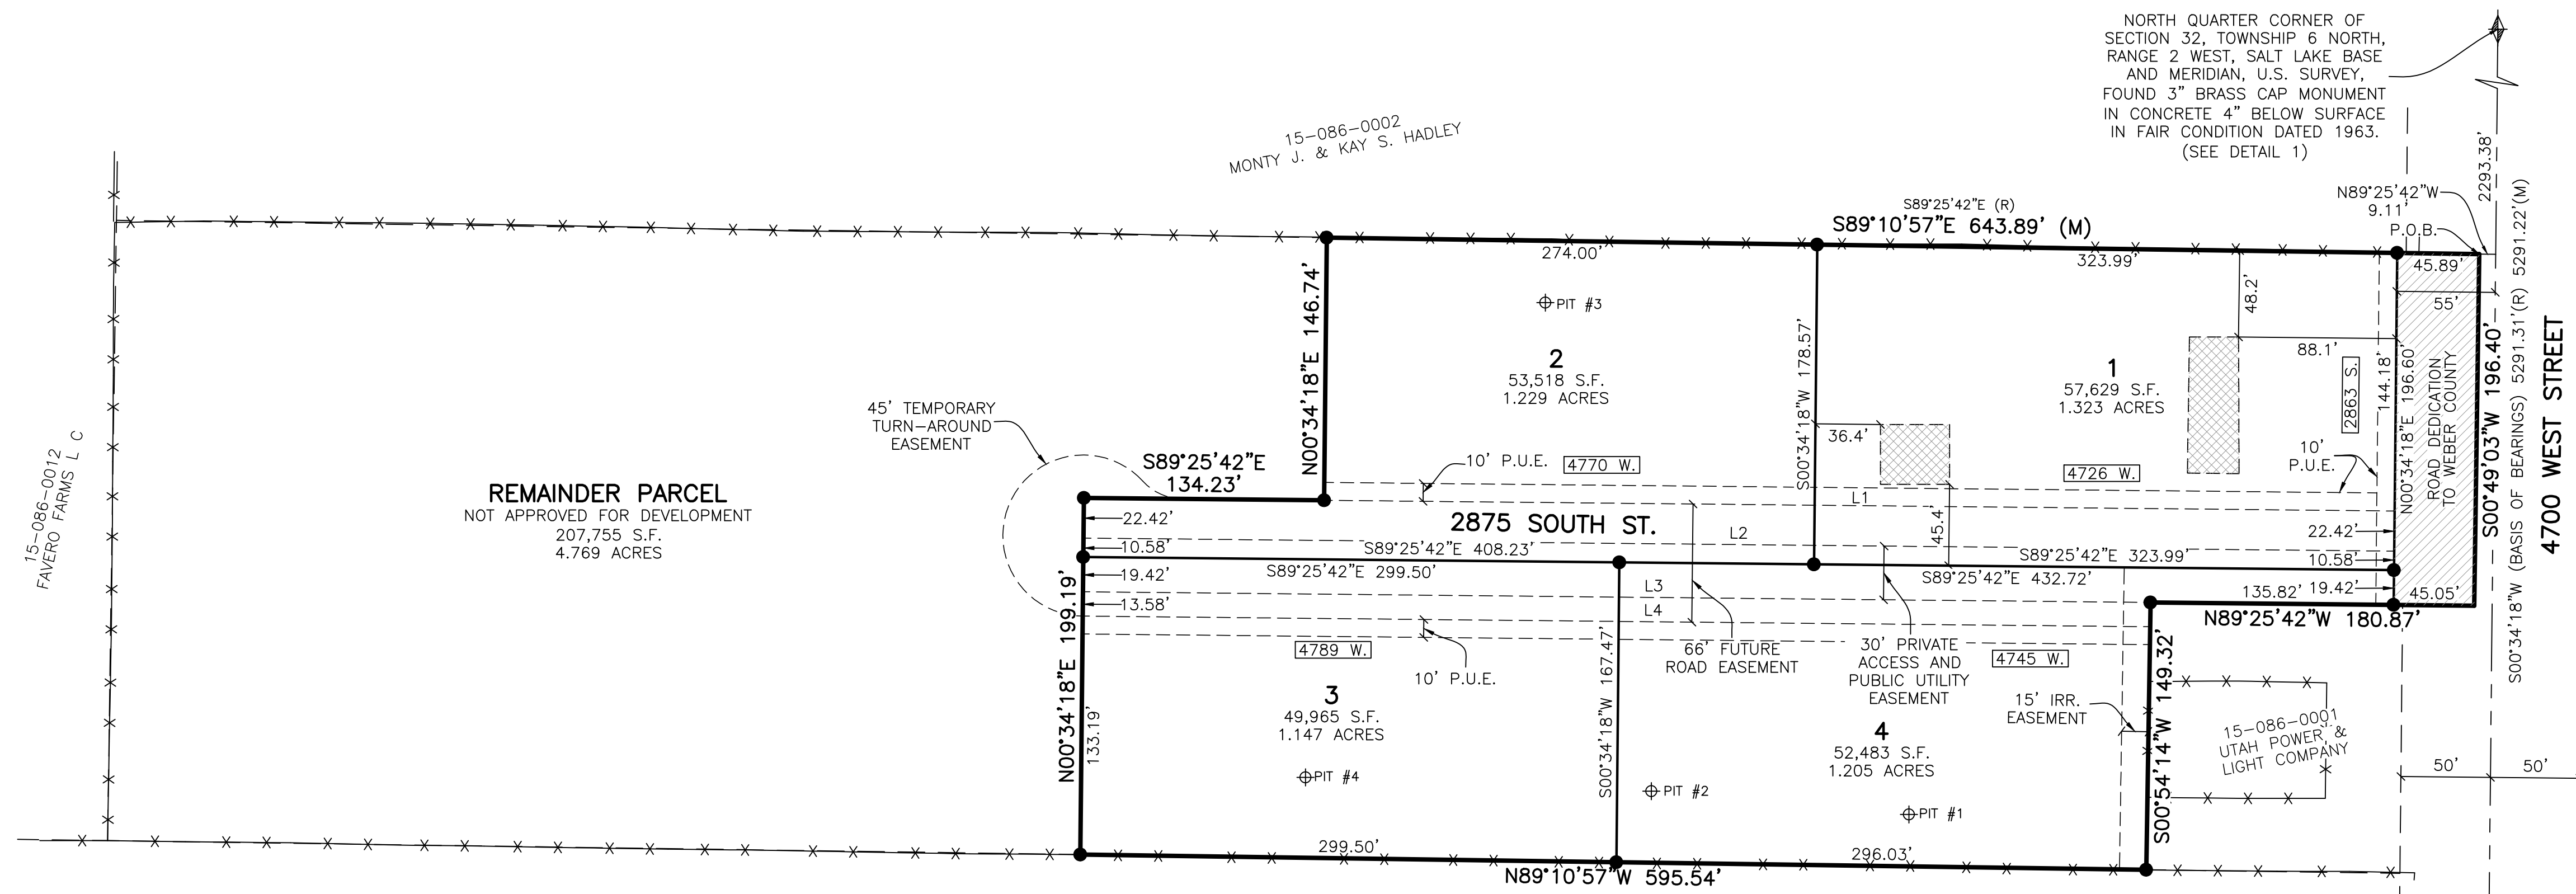 NORTH QUARTER CORNER OF
SECTION 32, TOWNSHIP 6 NORTH,
RANGE 2 WEST, SALT LAKE BASE
AND MERIDIAN, U.S. SURVEY,
FOUND 3" BRASS CAP MONUMENT
IN CONCRETE 4" BELOW SURFACE
IN FAIR CONDITION DATED 1963.
(SEE DETAIL 1)
2293.38'
15-086-0002
MONTY J. & KAY S. HADLEY
N89°25'42"W
9.11'
P.O.B.
S89°25'42"E (R)
S89°10'57"E 643.89' (M)
274.00'
323.99'
45.89'
55'
48.2'
88.1'
PIT #3
N00°34'18"E 146.74'
S00°34'18"W 178.57'
2
53,518 S.F.
1.229 ACRES
1
57,629 S.F.
1.323 ACRES
2863 S.
144.18'
N00°34'18"E 196.60'
ROAD DEDICATION
TO WEBER COUNTY
S00°49'03"W 196.40'
S00°34'18"W (BASIS OF BEARINGS) 5291.31'(R) 5291.22'(M)
4700 WEST STREET
36.4'
45' TEMPORARY
TURN-AROUND
EASEMENT
S89°25'42"E
134.23'
10' P.U.E.
4770 W.
4726 W.
10'
P.U.E.
15-086-0012
FAVERO FARMS L C
REMAINDER PARCEL
NOT APPROVED FOR DEVELOPMENT
207,755 S.F.
4.769 ACRES
L1
2875 SOUTH ST.
L2
45.4'
22.42'
22.42'
10.58'
S89°25'42"E 408.23'
S89°25'42"E 323.99'
10.58'
19.42'
S89°25'42"E 299.50'
S89°25'42"E 432.72'
L3
135.82'
19.42'
45.05'
13.58'
L4
N89°25'42"W 180.87'
N00°34'18"E 199.19'
133.19'
4789 W.
10' P.U.E.
66' FUTURE
ROAD EASEMENT
30' PRIVATE
ACCESS AND
PUBLIC UTILITY
EASEMENT
4745 W.
S00°34'18"W 167.47'
3
49,965 S.F.
1.147 ACRES
15' IRR.
EASEMENT
S00°54'14"W 149.32'
15-086-0001
UTAH POWER &
LIGHT COMPANY
4
52,483 S.F.
1.205 ACRES
50'
50'
PIT #4
PIT #2
PIT #1
299.50'
296.03'
N89°10'57"W 595.54'